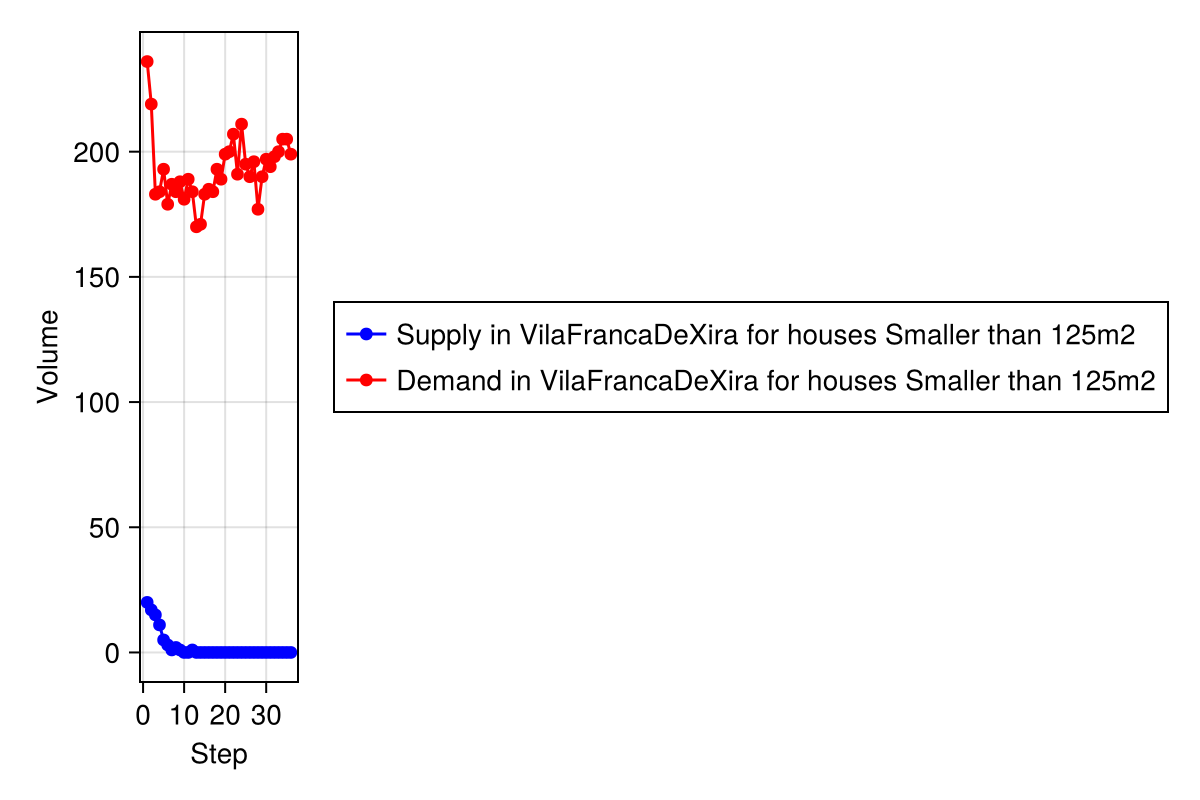 Volume
200
150
100
50
0
0 10 20 30
Step
Supply in VilaFrancaDeXira for houses Smaller than 125m2
Demand in VilaFrancaDeXira for houses Smaller than 125m2